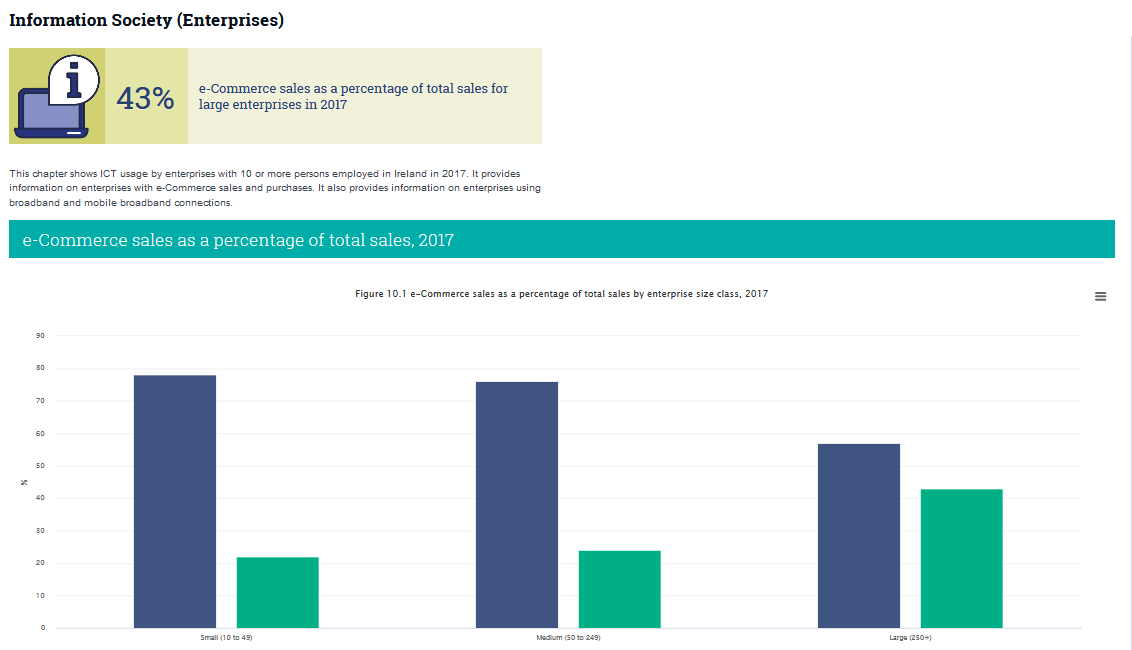 Information Society (Enterprises)
i
43%
e-Commerce sales as a percentage of total sales for
large enterprises in 2017
This chapter shows ICT usage by enterprises with 10 or more persons employed in Ireland in 2017. It provides
information on enterprises with e-Commerce sales and purchases. It also provides information on enterprises using
broadband and mobile broadband connections.
e-Commerce sales as a percentage of total sales, 2017
Figure 10.1 e-Commerce sales as a percentage of total sales by enterprise size class, 2017
90
80
70
60
50
%
40
30
20
10
0
Small (10 to 49)
Medium (50 to 249)
Large (250+)